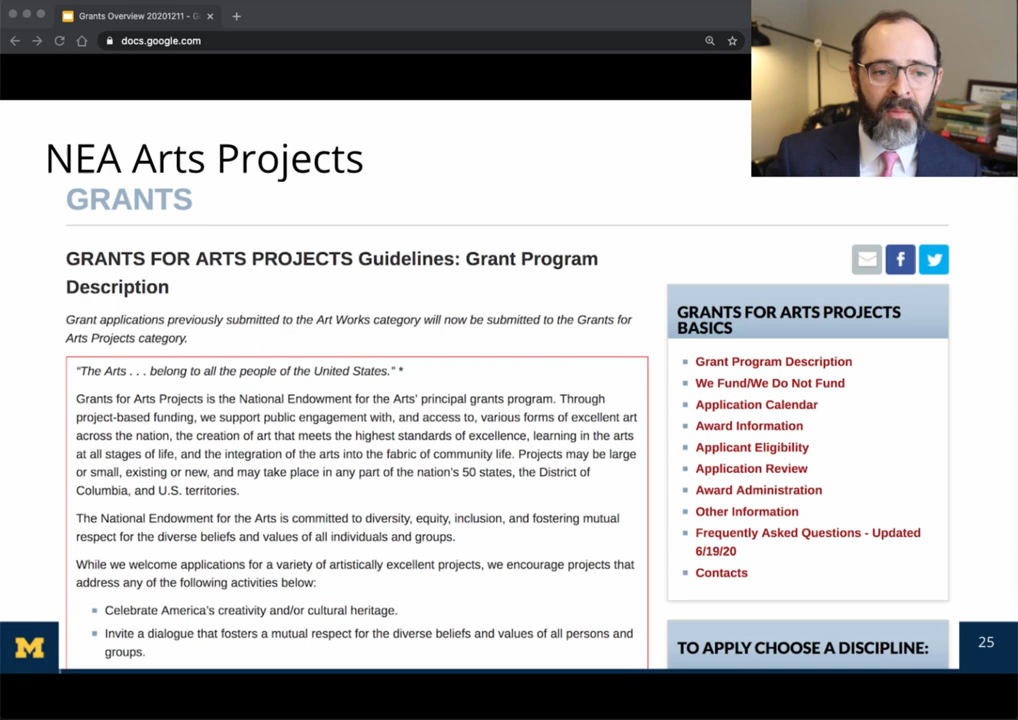 Grants Overview 20201211 - G
docs.google.com
NEA Arts Projects
GRANTS
GRANTS FOR ARTS PROJECTS Guidelines: Grant Program
Description
Grant applications previously submitted to the Art Works category will now be submitted to the Grants for
Arts Projects category.
“The Arts . . . belong to all the people of the United States.” *
Grants for Arts Projects is the National Endowment for the Arts’ principal grants program. Through
project-based funding, we support public engagement with, and access to, various forms of excellent art
across the nation, the creation of art that meets the highest standards of excellence, learning in the arts
at all stages of life, and the integration of the arts into the fabric of community life. Projects may be large
or small, existing or new, and may take place in any part of the nation’s 50 states, the District of
Columbia, and U.S. territories.
The National Endowment for the Arts is committed to diversity, equity, inclusion, and fostering mutual
respect for the diverse beliefs and values of all individuals and groups.
While we welcome applications for a variety of artistically excellent projects, we encourage projects that
address any of the following activities below:
Celebrate America’s creativity and/or cultural heritage.
Invite a dialogue that fosters a mutual respect for the diverse beliefs and values of all persons and
groups.
GRANTS FOR ARTS PROJECTS
BASICS
Grant Program Description
We Fund/We Do Not Fund
Application Calendar
Award Information
Applicant Eligibility
Application Review
Award Administration
Other Information
Frequently Asked Questions - Updated
6/19/20
Contacts
TO APPLY CHOOSE A DISCIPLINE:
M
25